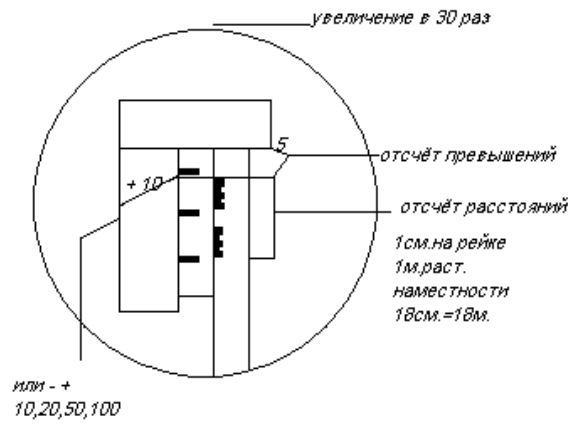 увеличение в 30 раз
5
отсчёт превышений
+ 10
отсчёт расстояний
1см.на рейке
1м.раст.
наместности
18см.=18м.
или - +
10,20,50,100